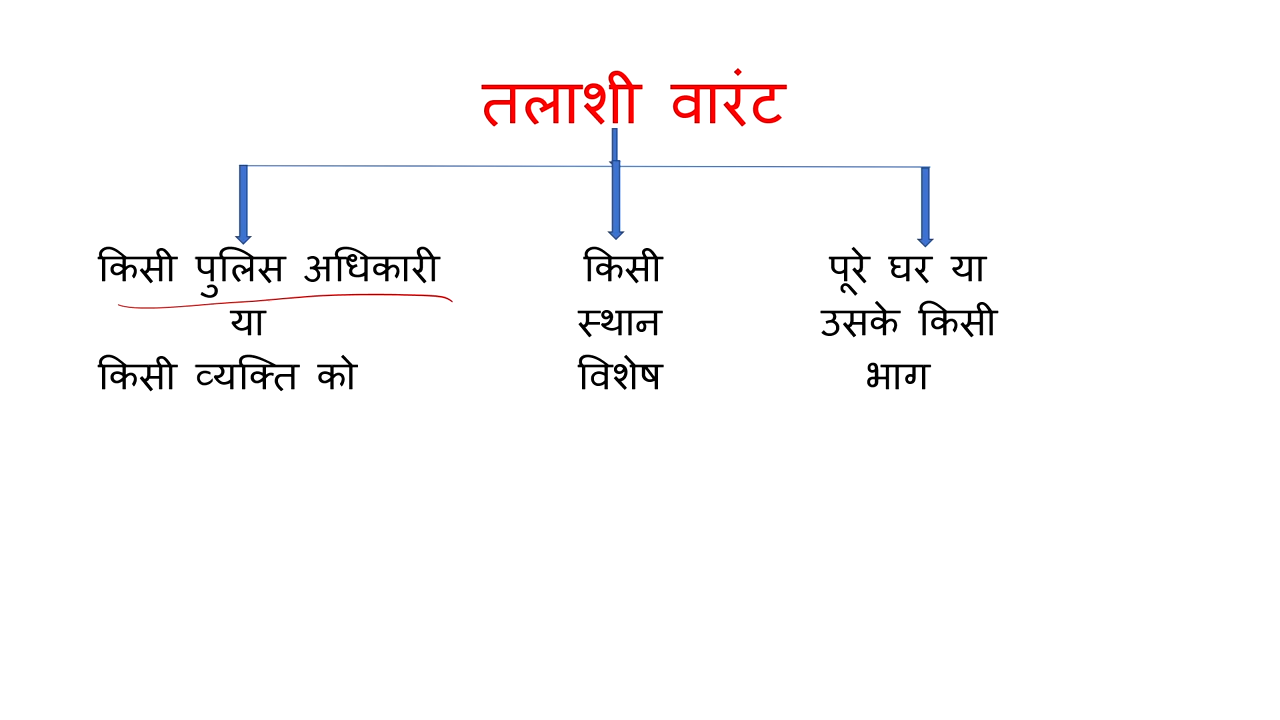 तलाशी वारंट
किसी पुलिस अधिकारी
या
किसी व्यक्ति को
किसी
स्थान
विशेष
पूरे घर या
उसके किसी
भाग